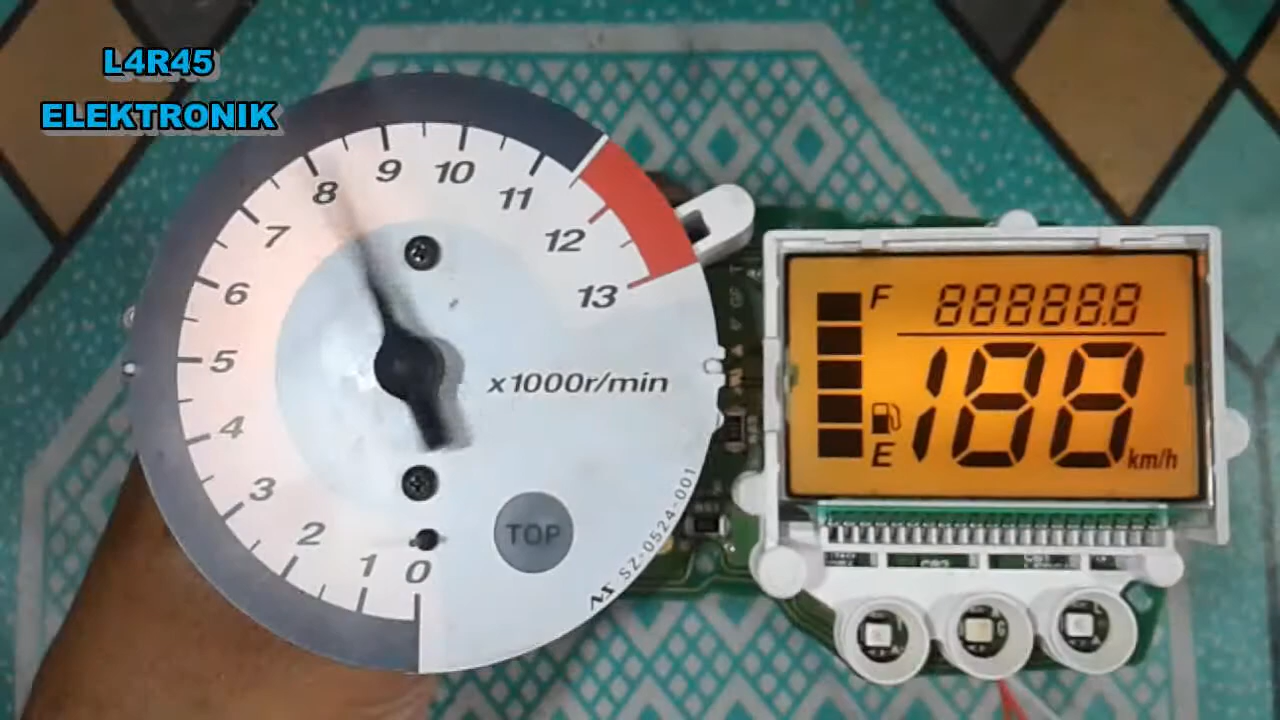 L4R45
ELEKTRONIK
0
1
2
3
4
5
6
7
8
9
10
11
12
13
x1000r/min
TOP
SZ-0524-001
F
888888.8
188
E
km/h